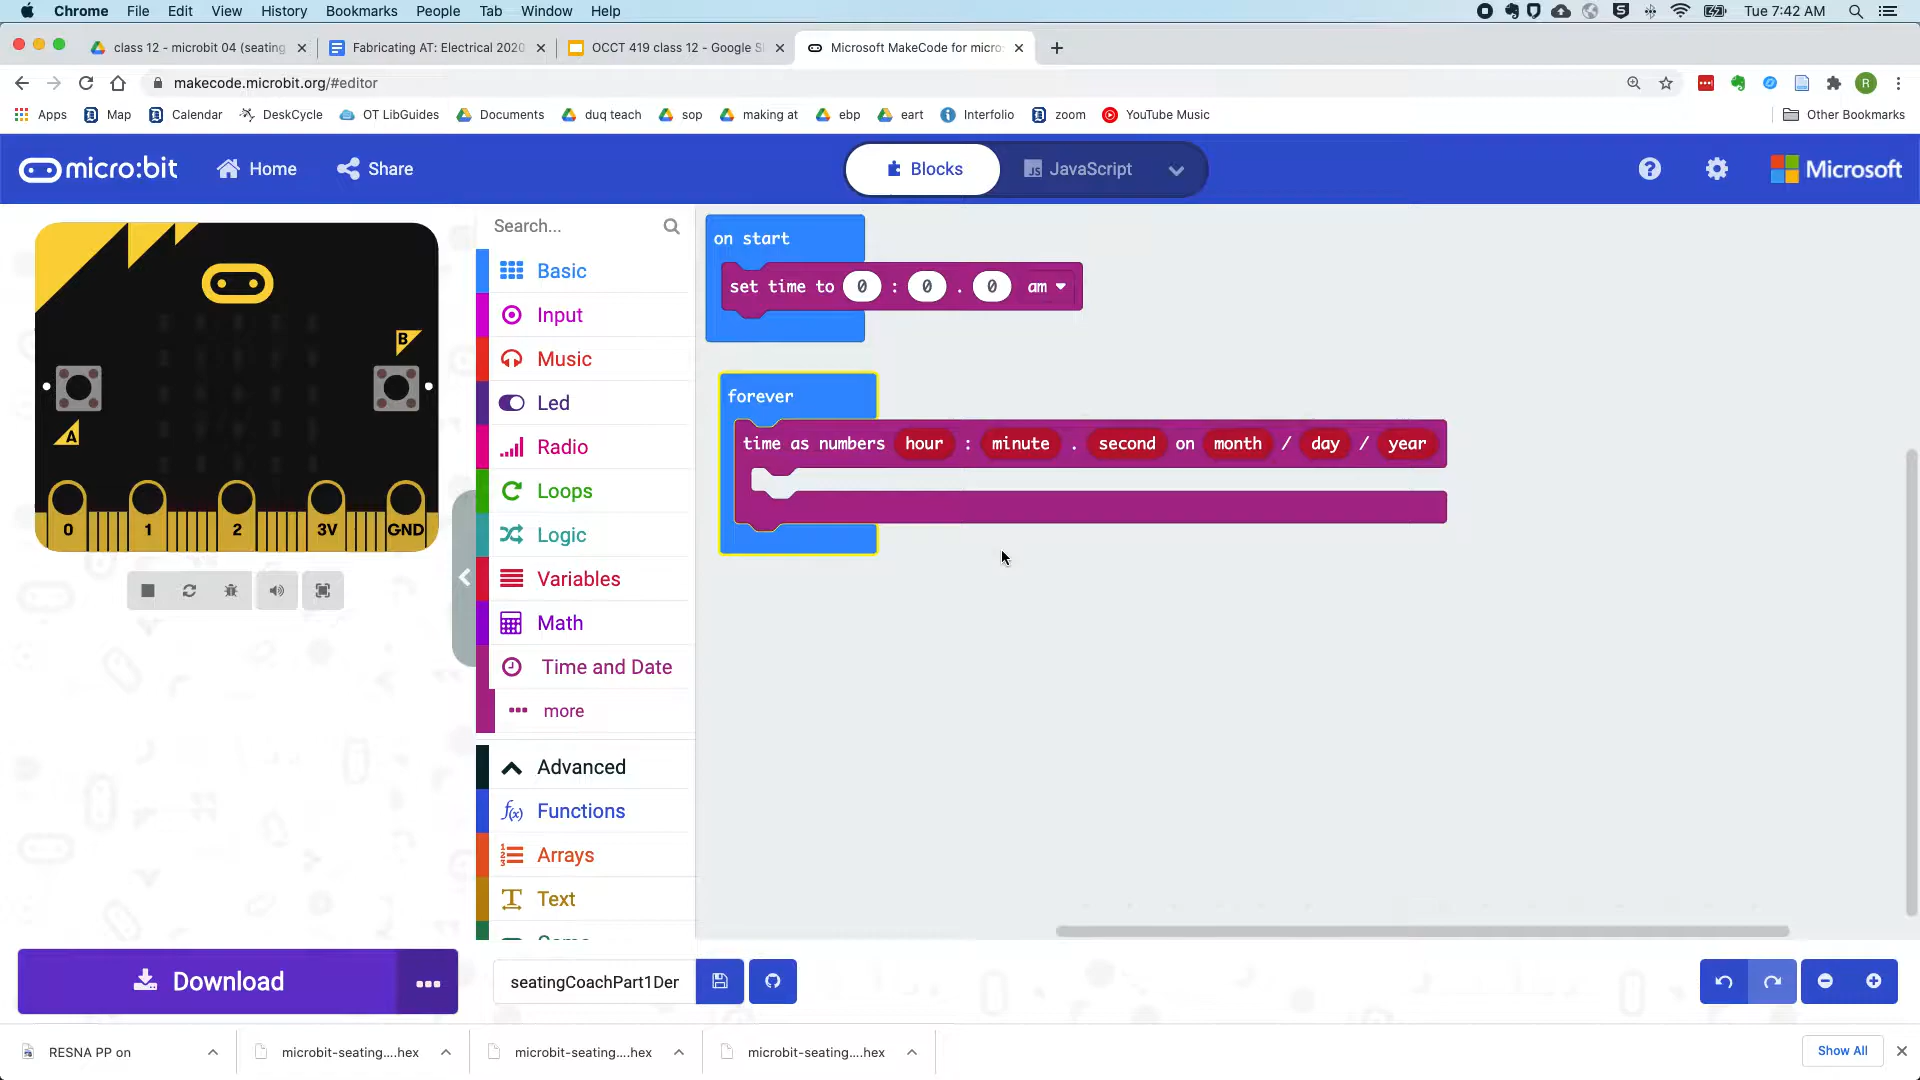 Chrome File Edit View History Bookmarks People Tab Window Help
Tue 7:42 AM
class 12 - microbit 04 (seating
Fabricating AT: Electrical 2020
OCCT 419 class 12 - Google Sl
Microsoft MakeCode for micro
makecode.microbit.org/#editor
R
Apps Map Calendar DeskCycle OT LibGuides Documents duq teach sop making at ebp eart Interfolio zoom YouTube Music Other Bookmarks
micro:bit Home Share Blocks JS JavaScript ? Microsoft
Search...
Basic
Input
Music
Led
Radio
Loops
Logic
Variables
Math
Time and Date
more
Advanced
f(x) Functions
Arrays
Text
on start
set time to 0 : 0 . 0 am
forever
time as numbers hour : minute . second on month / day / year
B
A
0 1 2 3V GND
Download
seatingCoachPart1Der
RESNA PP on
microbit-seating....hex
microbit-seating....hex
microbit-seating....hex
Show All